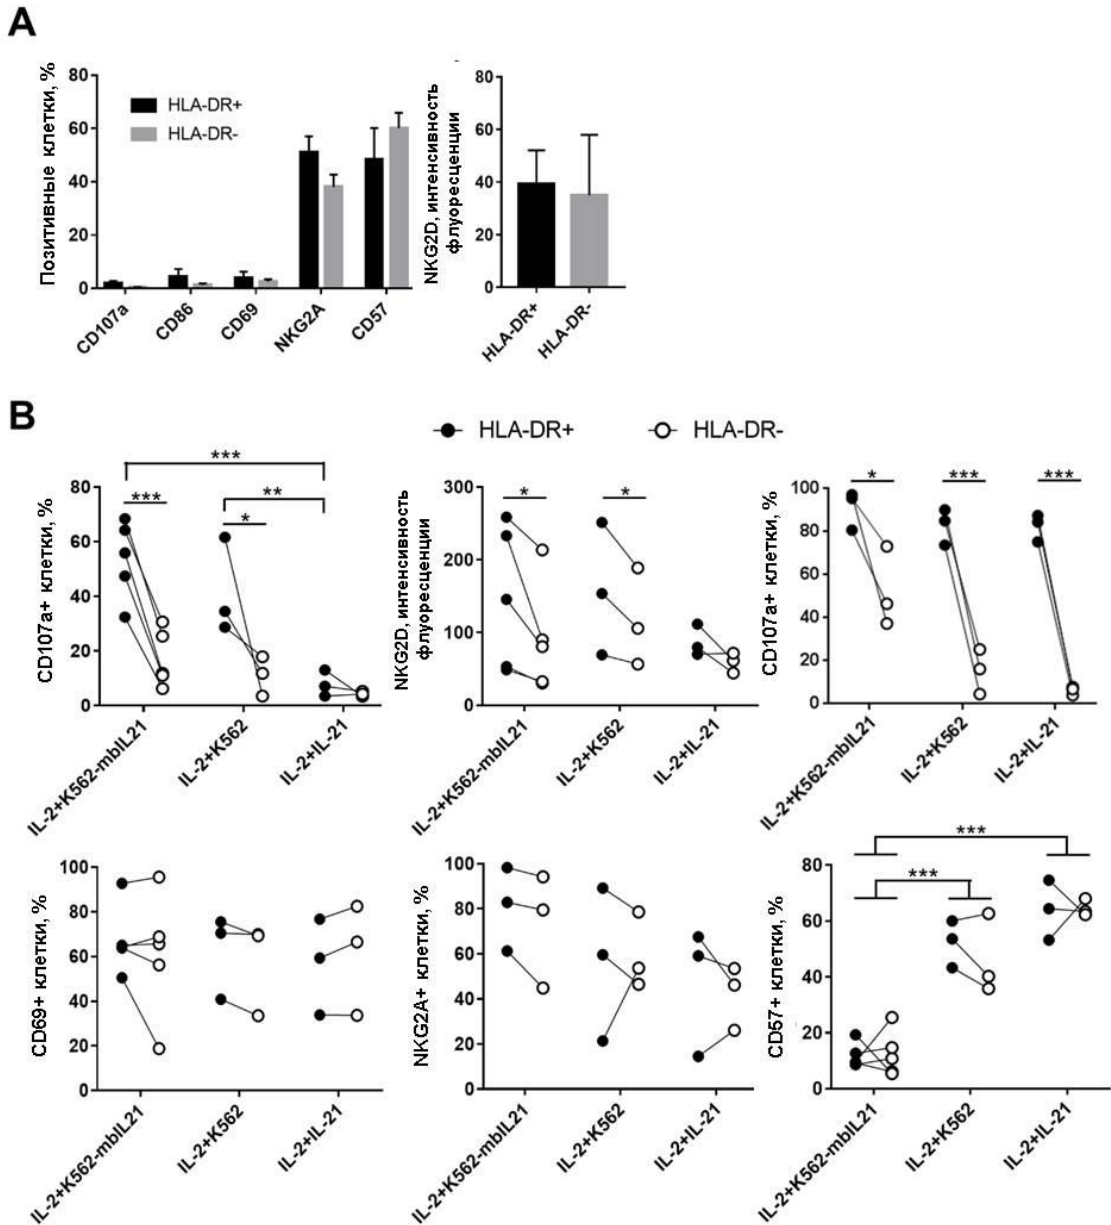 A
Позитивные клетки, %
80
60
40
20
0
HLA-DR+
HLA-DR-
CD107a
CD86
CD69
NKG2A
CD57
NKG2D, интенсивность
флуоресценции
80
60
40
20
0
HLA-DR+
HLA-DR-
B
HLA-DR+
HLA-DR-
CD107a+ клетки, %
80
60
40
20
0
***
***
**
*
IL-2+K562-mbIL21
IL-2+K562
IL-2+IL-21
NKG2D, интенсивность
флуоресценции
300
200
100
0
*
*
IL-2+K562-mbIL21
IL-2+K562
IL-2+IL-21
CD107a+ клетки, %
100
80
60
40
20
0
*
***
***
IL-2+K562-mbIL21
IL-2+K562
IL-2+IL-21
CD69+ клетки, %
100
80
60
40
20
0
IL-2+K562-mbIL21
IL-2+K562
IL-2+IL-21
NKG2A+ клетки, %
100
80
60
40
20
0
IL-2+K562-mbIL21
IL-2+K562
IL-2+IL-21
CD57+ клетки, %
80
60
40
20
0
***
***
IL-2+K562-mbIL21
IL-2+K562
IL-2+IL-21